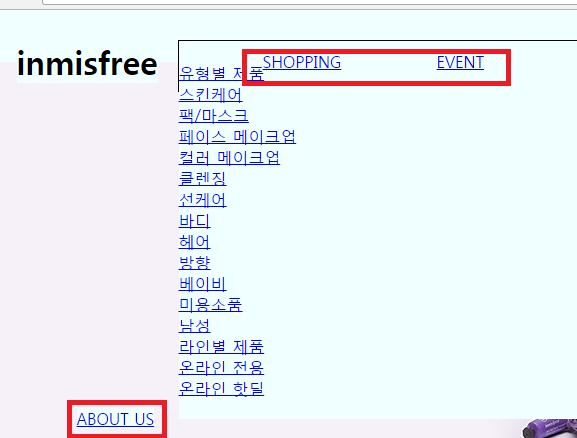 inmisfree
SHOPPING EVENT
유형별 제품
스킨케어
팩/마스크
페이스 메이크업
컬러 메이크업
클렌징
선케어
바디
헤어
방향
베이비
미용소품
남성
라인별 제품
온라인 전용
온라인 핫딜
ABOUT US